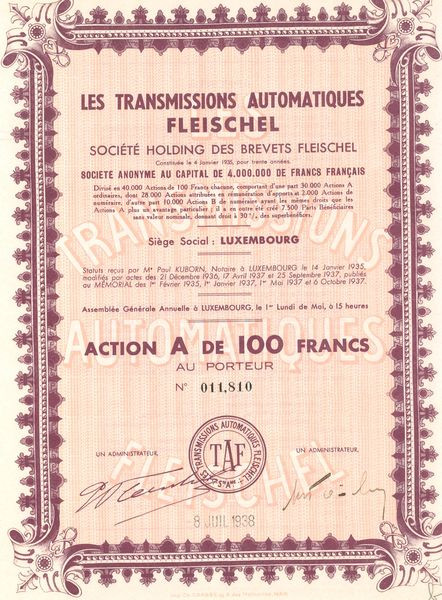 LES TRANSMISSIONS AUTOMATIQUES
FLEISCHEL
SOCIÉTÉ HOLDING DES BREVETS FLEISCHEL
Constituée le 4 Janvier 1935, pour trente années.
SOCIETE ANONYME AU CAPITAL DE 4.000.000 DE FRANCS FRANÇAIS
Divisé en 40.000 Actions de 100 Francs chacune, comportant d'une part 30.000 Actions A
ordinaires, dont 28.000 Actions attribuées en rémunération d'apports et 2.000 Actions de
numéraire, d'autre part 10.000 Actions B de numéraire ayant les mêmes droits que les
Actions A plus un avantage particulier ; il a en outre été créé 7.500 Parts Bénéficiaires
sans valeur nominale, donnant droit à 30 %, des superbénéfices.
Siège Social : LUXEMBOURG
Statuts reçus par Me Paul KUBORN, Notaire à LUXEMBOURG le 14 Janvier 1935,
modifiés par actes des 21 Décembre 1936, 17 Avril 1937 et 25 Septembre 1937, publiés
au MÉMORIAL des 1er Février 1935, 1er Janvier 1937, 1er Mai 1937 et 6 Octobre 1937.
Assemblée Générale Annuelle à LUXEMBOURG, le 1er Lundi de Mai, à 15 heures
TRANSMISSIONS
AUTOMATIQUES
FLEISCHEL
ACTION A DE 100 FRANCS
AU PORTEUR
N° 011,810
UN ADMINISTRATEUR,
UN ADMINISTRATEUR,
LES TRANSMISSIONS AUTOMATIQUES FLEISCHEL
TAF
Sté Ame
8 JUIL 1938